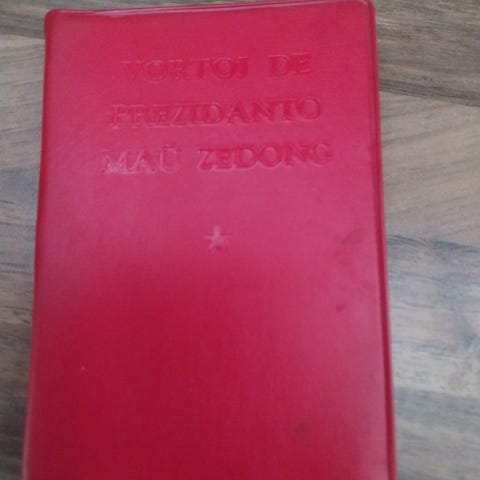 VORTOJ DE
PREZIDANTO
MAŬ ZEDONG